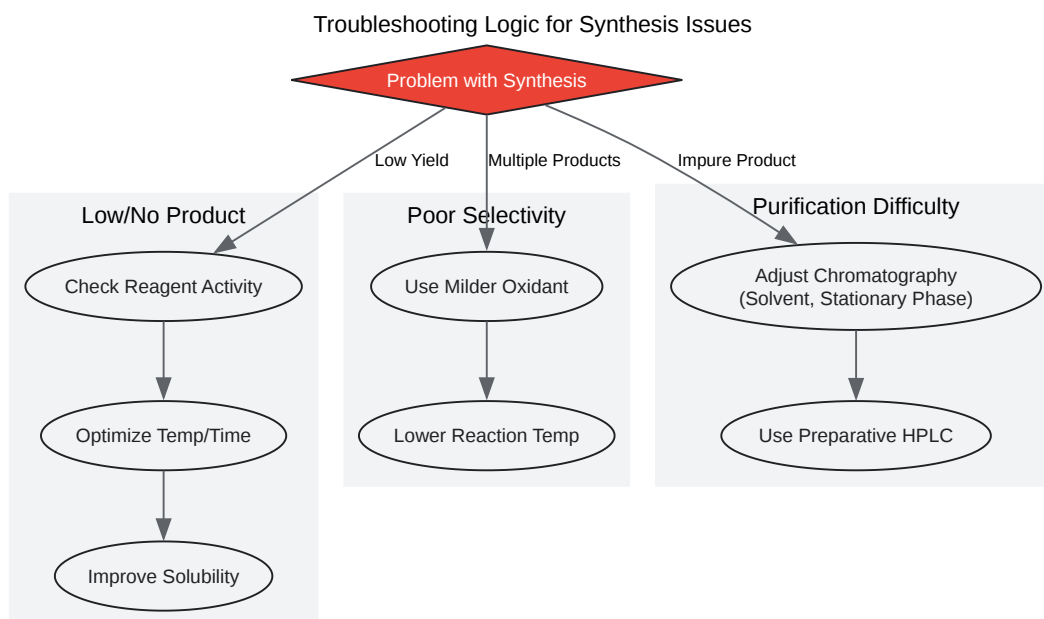 Troubleshooting Logic for Synthesis Issues
Problem with Synthesis
Low Yield
Multiple Products
Impure Product
Low/No Product
Check Reagent Activity
Optimize Temp/Time
Improve Solubility
Poor Selectivity
Use Milder Oxidant
Lower Reaction Temp
Purification Difficulty
Adjust Chromatography
(Solvent, Stationary Phase)
Use Preparative HPLC